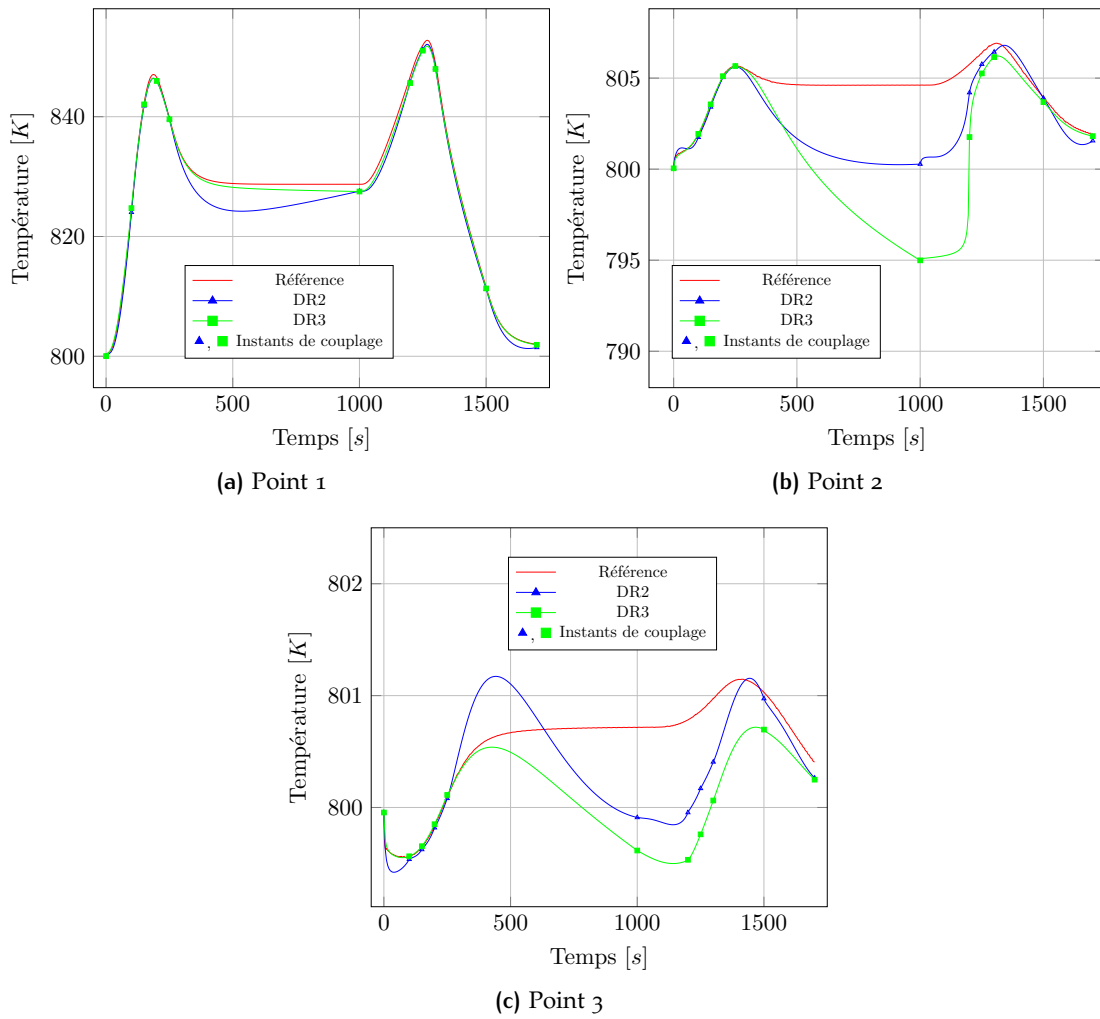 840
820
800
Température [K]
0
500
1000
1500
Temps [s]
Référence
DR2
DR3
, Instants de couplage
(a) Point 1
805
800
795
790
Température [K]
0
500
1000
1500
Temps [s]
Référence
DR2
DR3
, Instants de couplage
(b) Point 2
802
801
800
Température [K]
0
500
1000
1500
Temps [s]
Référence
DR2
DR3
, Instants de couplage
(c) Point 3